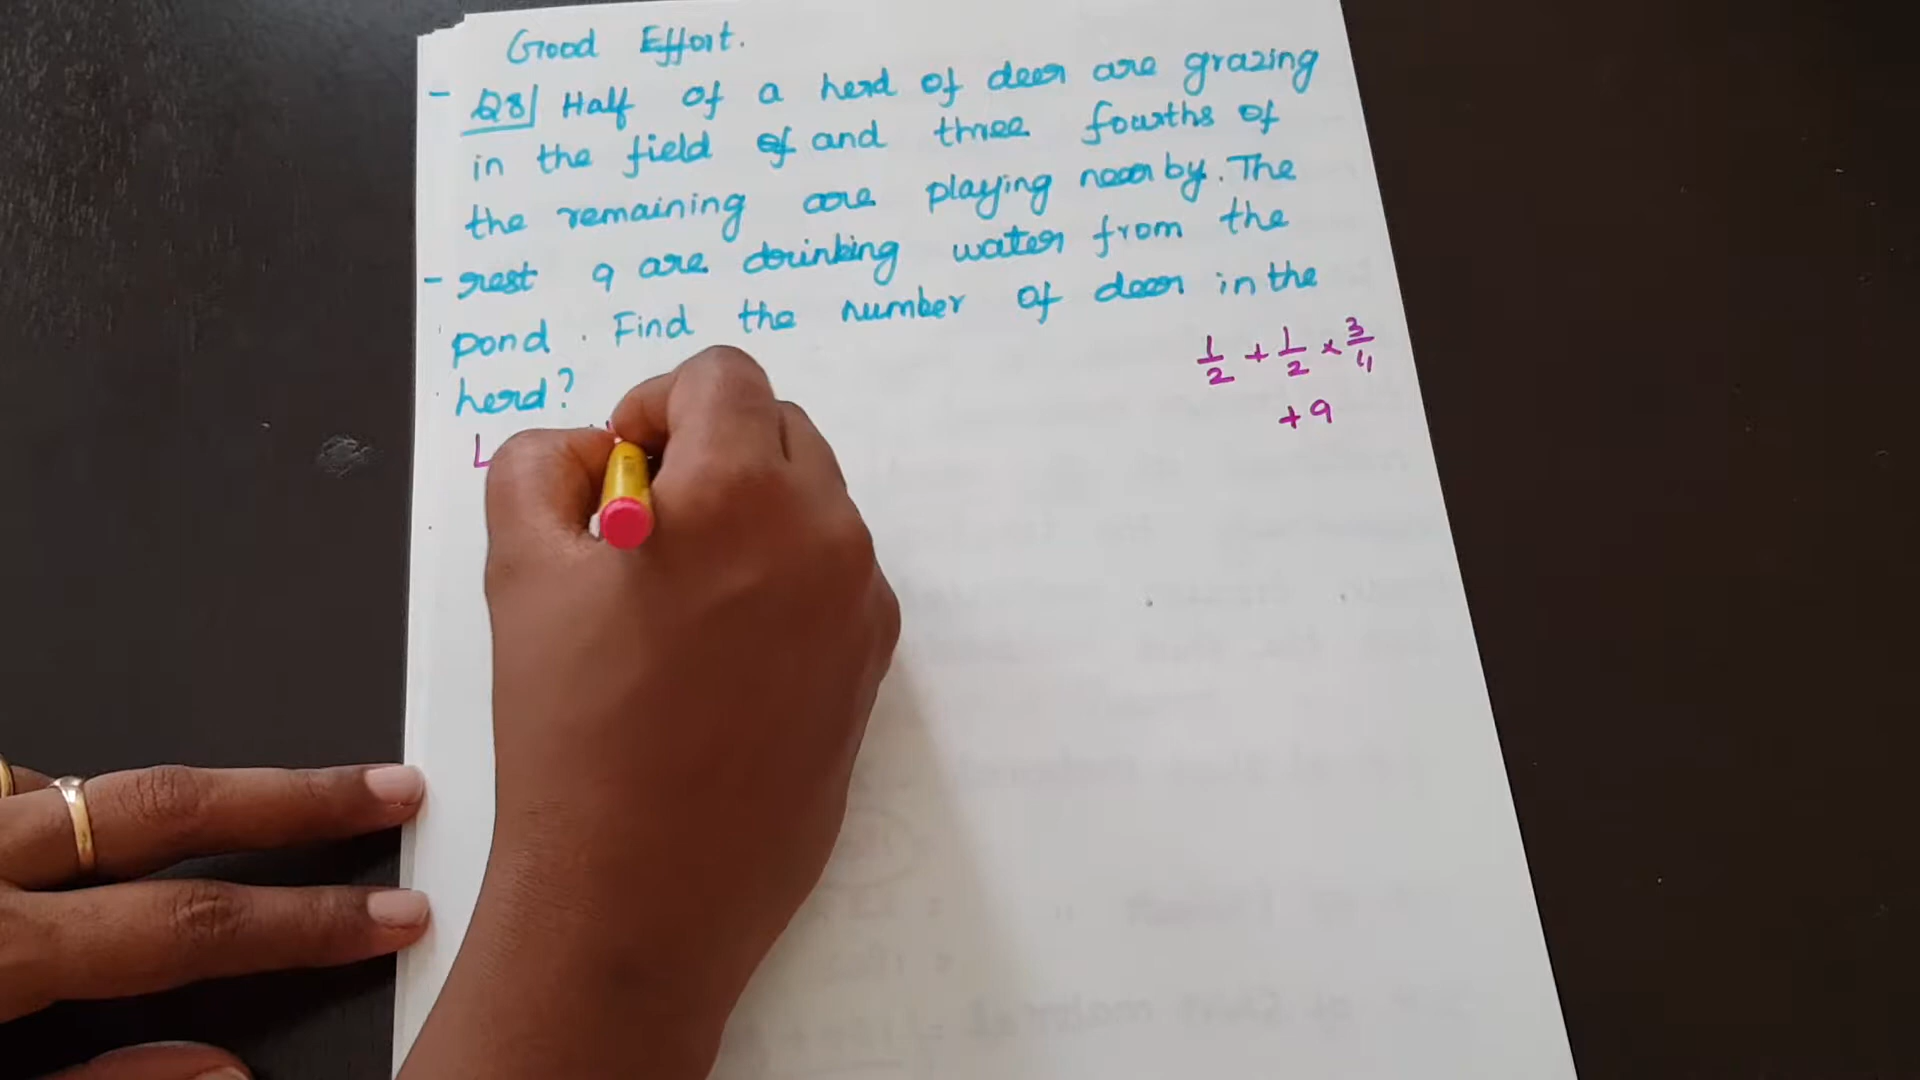 Good Effort.
- Q8| Half of a herd of deer are grazing
in the field of and three fourths of
the remaining are playing near by. The
- rest 9 are drinking water from the
pond. Find the number of deer in the
herd?
1/2 + 1/2 × 3/4
+ 9
L